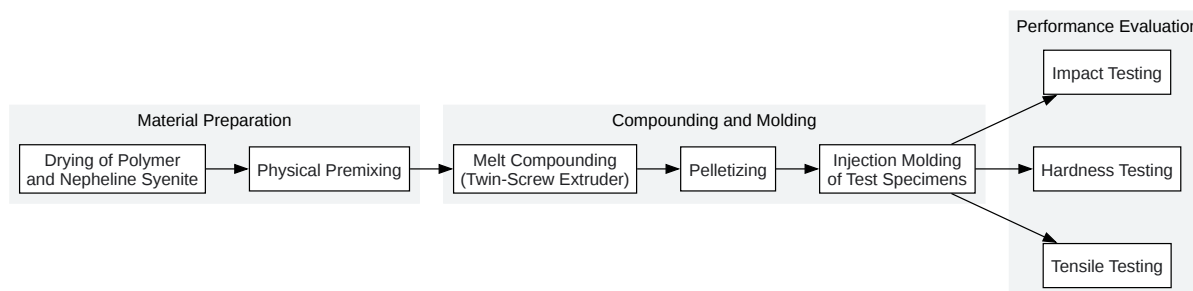 Material Preparation
Drying of Polymer
and Nepheline Syenite
Physical Premixing
Compounding and Molding
Melt Compounding
(Twin-Screw Extruder)
Pelletizing
Injection Molding
of Test Specimens
Performance Evaluation
Impact Testing
Hardness Testing
Tensile Testing